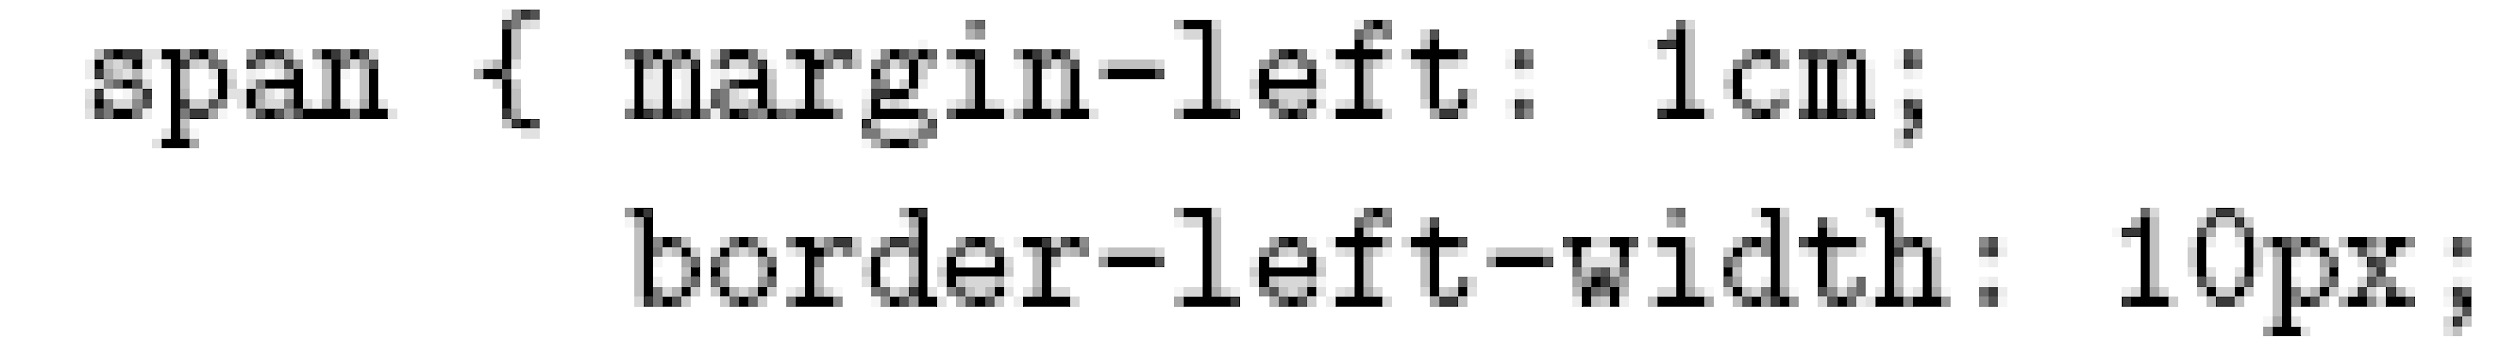 span { margin-left: 1cm;
       border-left-width: 10px;